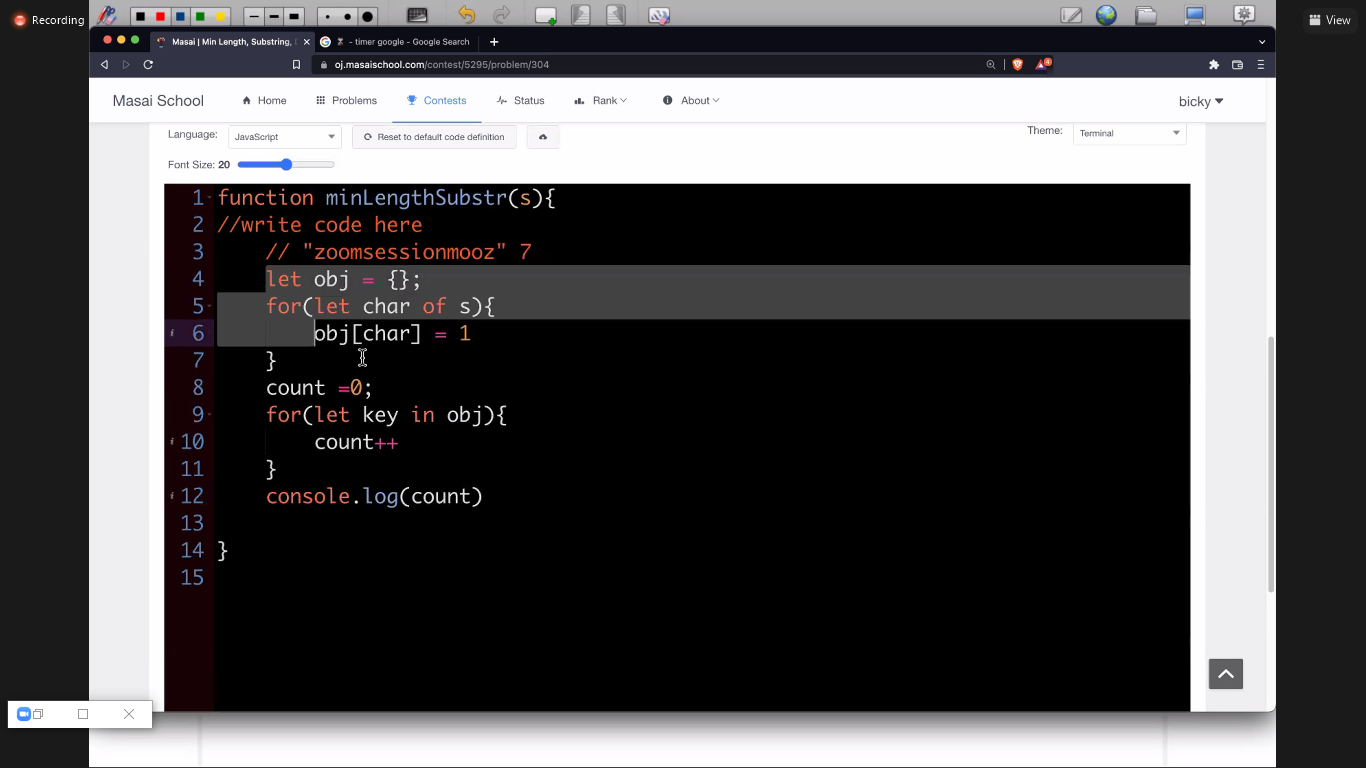 Recording
View
Masai | Min Length, Substring,
- timer google - Google Search
oj.masaischool.com/contest/5295/problem/304
4
Masai School
Home
Problems
Contests
Status
Rank
About
bicky
Language:
JavaScript
Reset to default code definition
Theme:
Terminal
Font Size: 20
1 function minLengthSubstr(s){
2 //write code here
3 // "zoomsessionmooz" 7
4 let obj = {};
5 for(let char of s){
6 obj[char] = 1
7 }
8 count =0;
9 for(let key in obj){
10 count++
11 }
12 console.log(count)
13
14 }
15